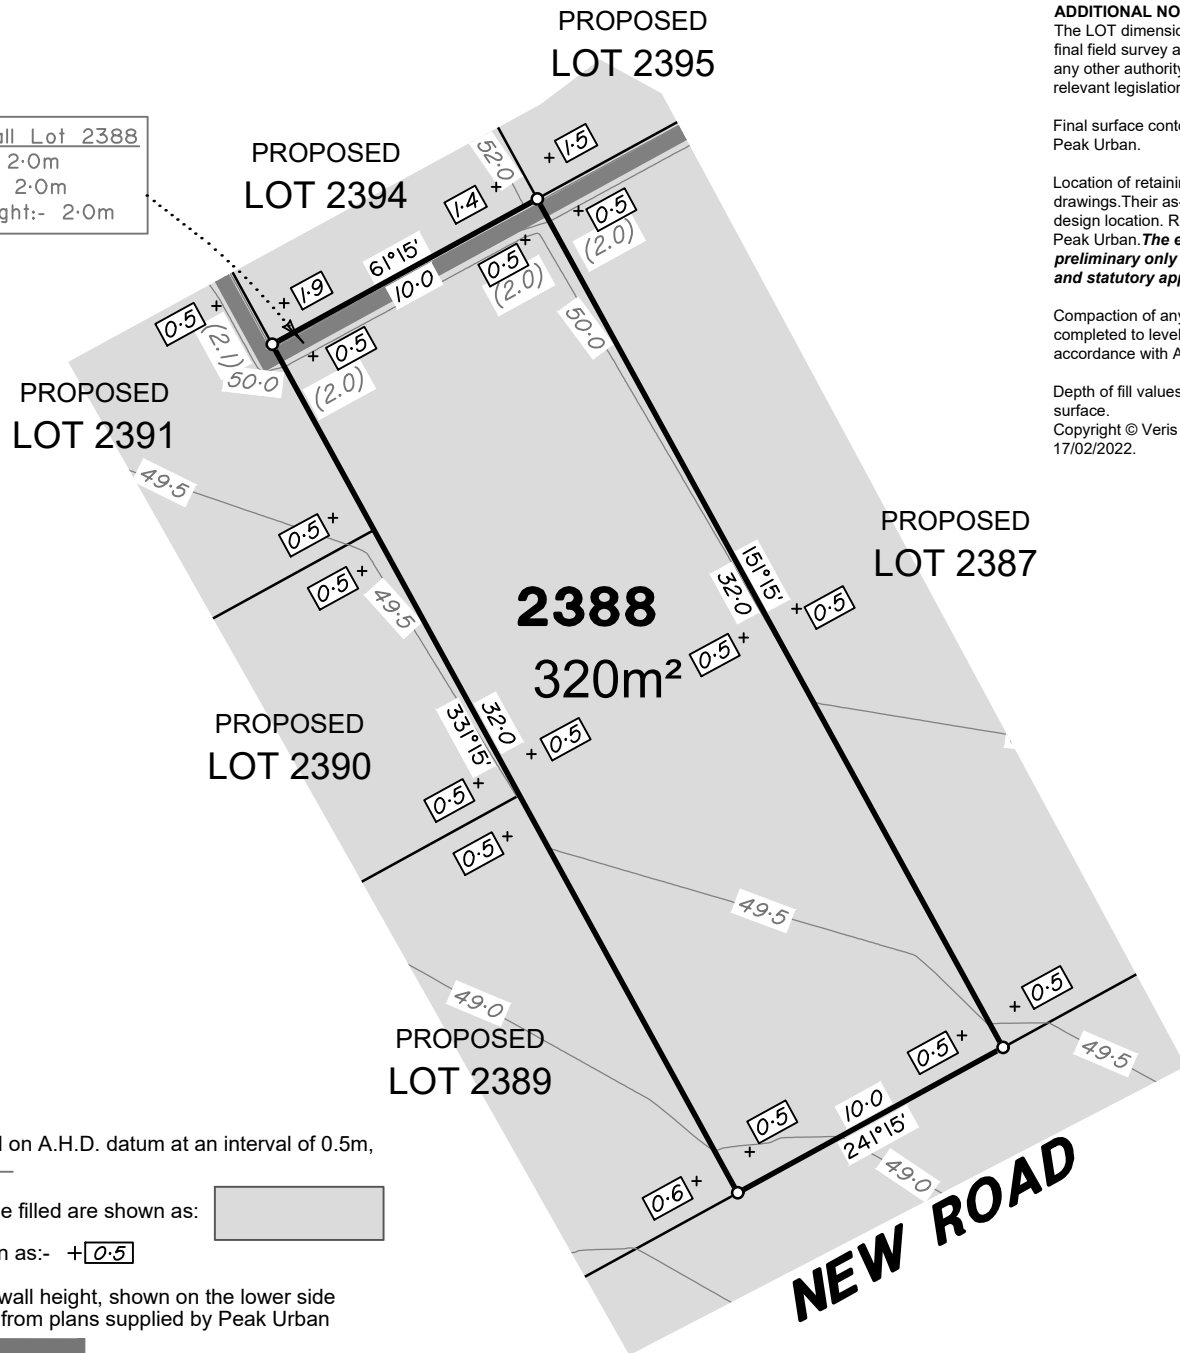 PROPOSED
LOT 2395
ADDITIONAL NO
The LOT dimensio
final field survey a
any other authority
relevant legislation
Final surface conto
Peak Urban.
Location of retainin
drawings.Their as-
design location. R
Peak Urban.The e
preliminary only
and statutory app
Compaction of any
completed to level
accordance with A
Depth of fill values
surface.
Copyright © Veris
17/02/2022.
all Lot 2388
2·0m
2·0m
ght:- 2·0m
PROPOSED
LOT 2394
52·0
1·5
1·4
0·5
(2.0)
61°15'
10·0
0·5
(2.0)
1·9
0·5
(2.1)
50·0
0·5
(2.0)
50·0
PROPOSED
LOT 2391
49·5
0·5
0·5
49·5
PROPOSED
LOT 2387
151°15'
32·0
0·5
0·5
2388
320m²
PROPOSED
LOT 2390
32·0
331°15'
0·5
0·5
0·5
49·5
49·0
PROPOSED
LOT 2389
0·5
0·5
49·5
0·5
10·0
241°15'
49·0
0·6
NEW ROAD
l on A.H.D. datum at an interval of 0.5m,
e filled are shown as:
n as:- +0·5
wall height, shown on the lower side
from plans supplied by Peak Urban